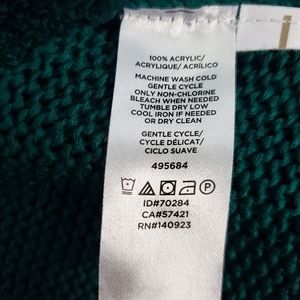 100% ACRYLIC/
ACRYLIQUE/ ACRÍLICO
MACHINE WASH COLD
GENTLE CYCLE
ONLY NON-CHLORINE
BLEACH WHEN NEEDED
TUMBLE DRY LOW
COOL IRON IF NEEDED
OR DRY CLEAN
GENTLE CYCLE/
CYCLE DÉLICAT/
CICLO SUAVE
495684
P
ID#70284
CA#57421
RN#140923